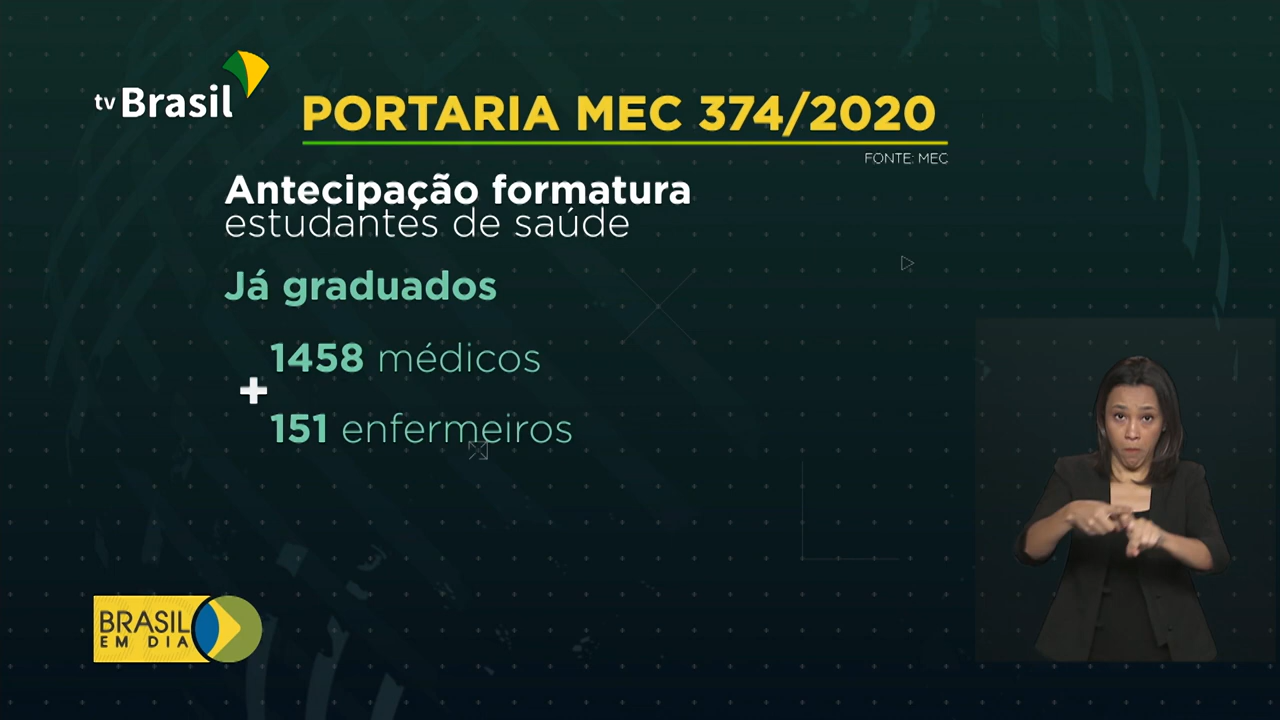 tv Brasil
PORTARIA MEC 374/2020
FONTE: MEC
Antecipação formatura
estudantes de saúde
Já graduados
1458 médicos
+
151 enfermeiros
BRASIL
EM DIA